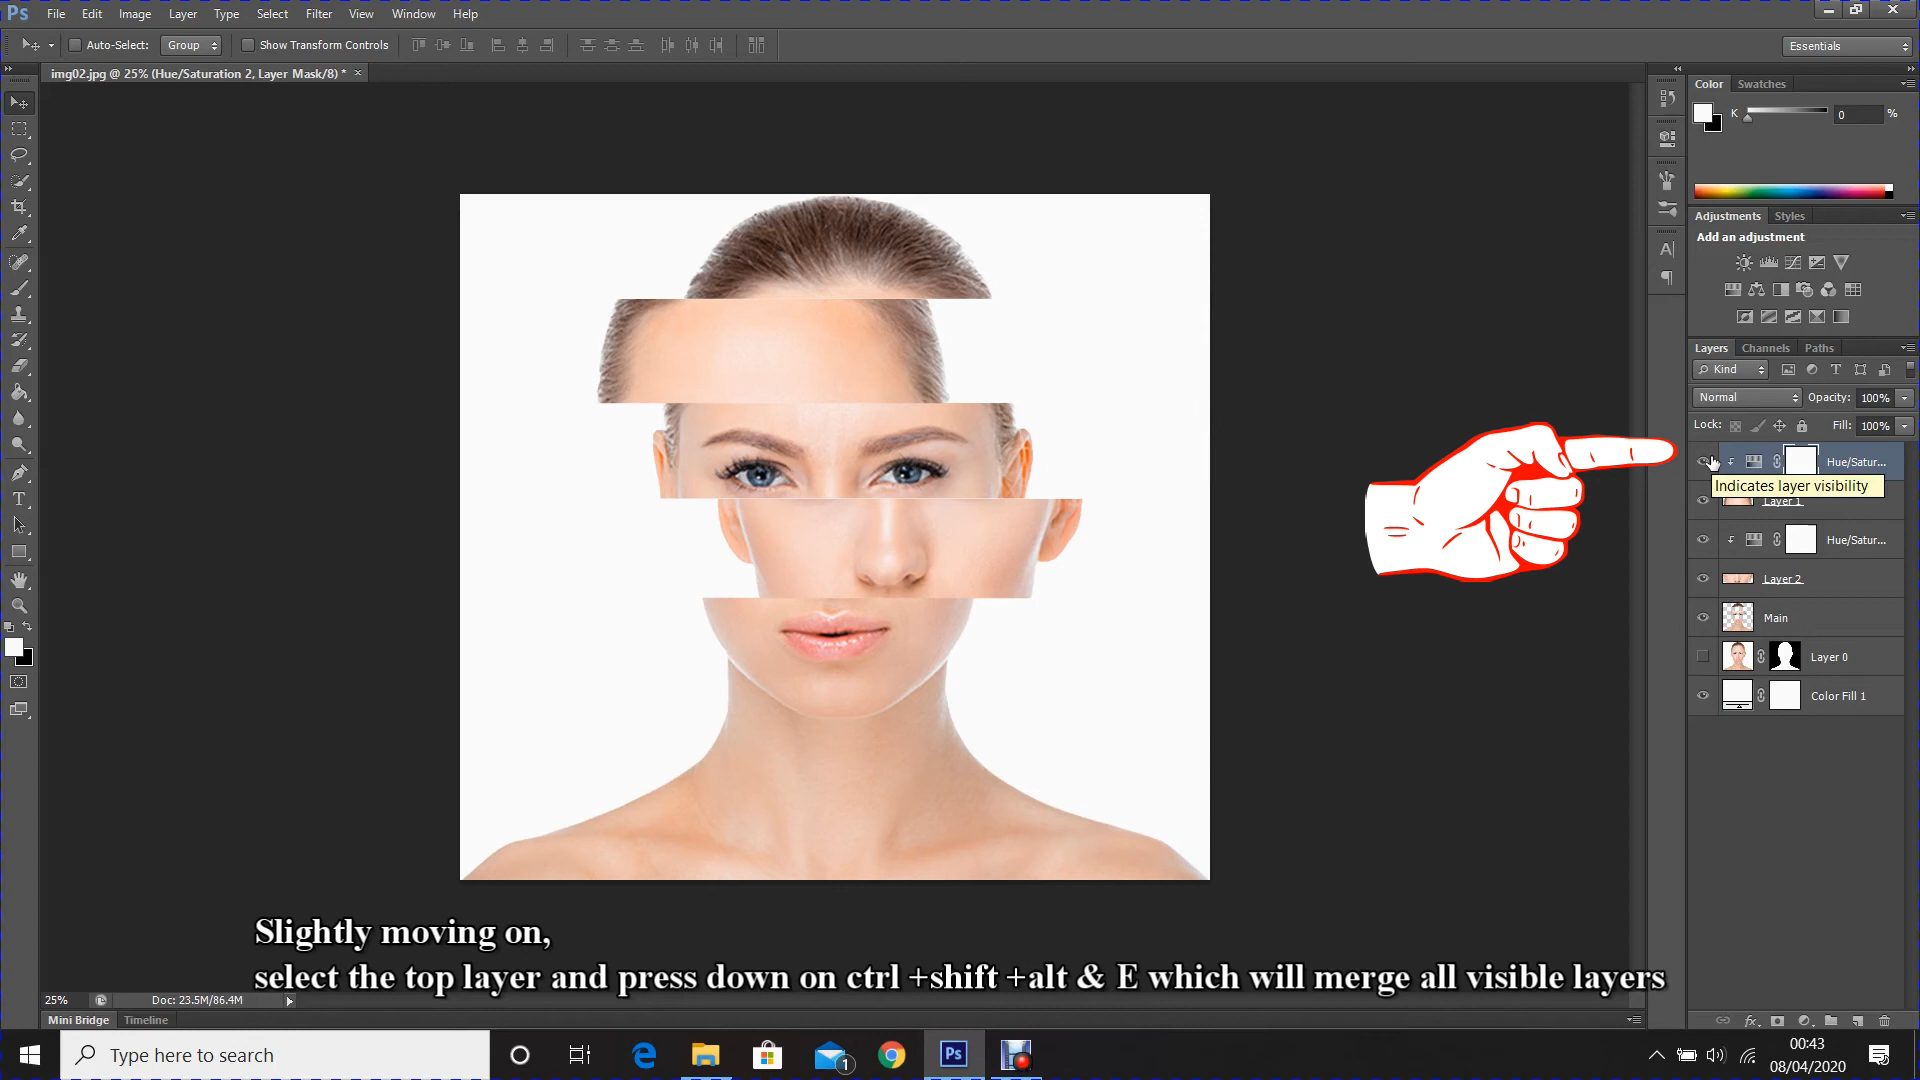 Ps File Edit Image Layer Type Select Filter View Window Help
Auto-Select: Group Show Transform Controls
Essentials
img02.jpg @ 25% (Hue/Saturation 2, Layer Mask/8) * ×
Color Swatches
K 0 %
Adjustments Styles
Add an adjustment
Layers Channels Paths
Kind
Normal Opacity: 100%
Lock: Fill: 100%
Hue/Satur...
Indicates layer visibility
Layer 1
Hue/Satur...
Layer 2
Main
Layer 0
Color Fill 1
Slightly moving on,
select the top layer and press down on ctrl +shift +alt & E which will merge all visible layers
25% Doc: 23.5M/86.4M
Mini Bridge Timeline
Type here to search
1
Ps
00:43
08/04/2020